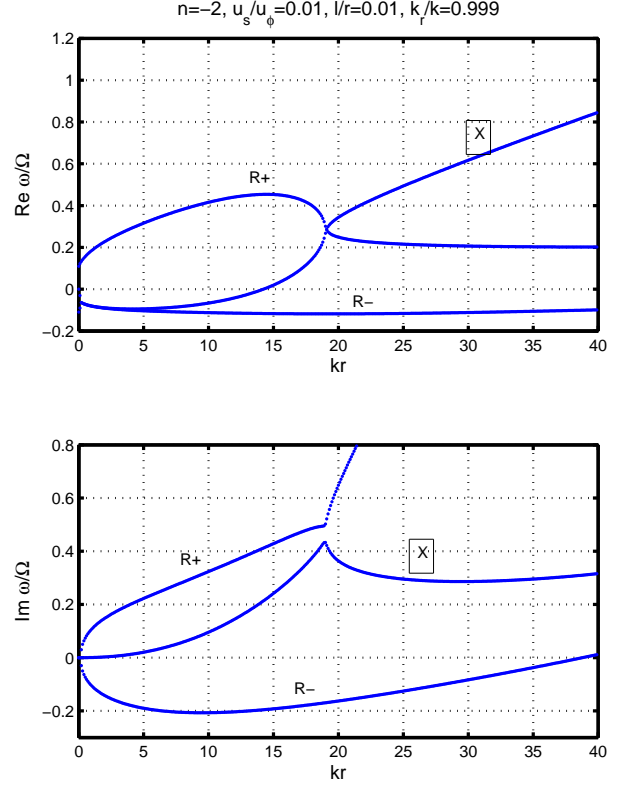 n=−2, u_s/u_ϕ=0.01, l/r=0.01, k_r/k=0.999
1.2
1
0.8
0.6
0.4
0.2
0
−0.2
Re ω/Ω
X
R+
R−
0 5 10 15 20 25 30 35 40
kr
0.8
0.6
0.4
0.2
0
−0.2
Im ω/Ω
X
R+
R−
0 5 10 15 20 25 30 35 40
kr